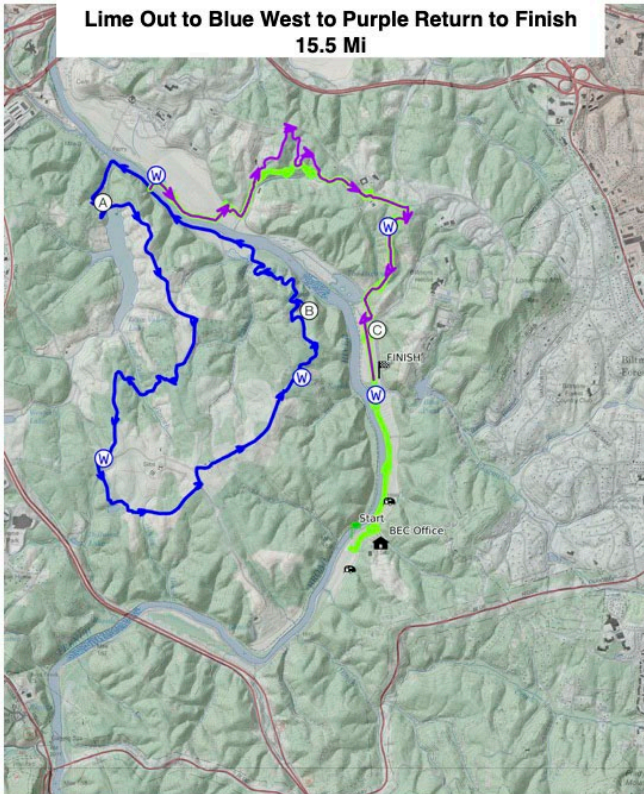 Lime Out to Blue West to Purple Return to Finish
15.5 Mi
W
A
W
B
C
FINISH
W
W
W
Start
BEC Office